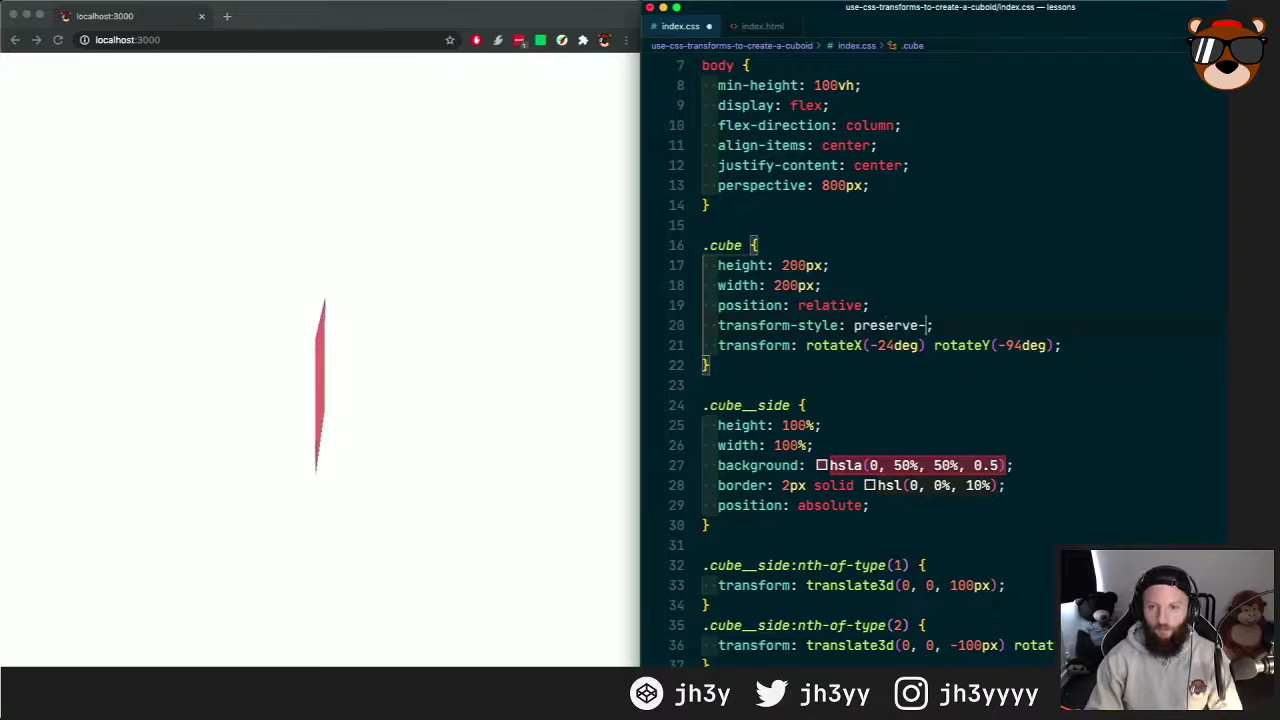 localhost:3000
localhost:3000
use-css-transforms-to-create-a-cuboid/index.css — lessons
index.css
index.html
use-css-transforms-to-create-a-cuboid
index.css
.cube
7 body {
8 min-height: 100vh;
9 display: flex;
10 flex-direction: column;
11 align-items: center;
12 justify-content: center;
13 perspective: 800px;
14 }
15
16 .cube {
17 height: 200px;
18 width: 200px;
19 position: relative;
20 transform-style: preserve-;
21 transform: rotateX(-24deg) rotateY(-94deg);
22 }
23
24 .cube__side {
25 height: 100%;
26 width: 100%;
27 background: hsla(0, 50%, 50%, 0.5);
28 border: 2px solid hsl(0, 0%, 10%);
29 position: absolute;
30 }
31
32 .cube__side:nth-of-type(1) {
33 transform: translate3d(0, 0, 100px);
34 }
35 .cube__side:nth-of-type(2) {
36 transform: translate3d(0, 0, -100px) rotat
37 }
jh3y
jh3yy
jh3yyyy